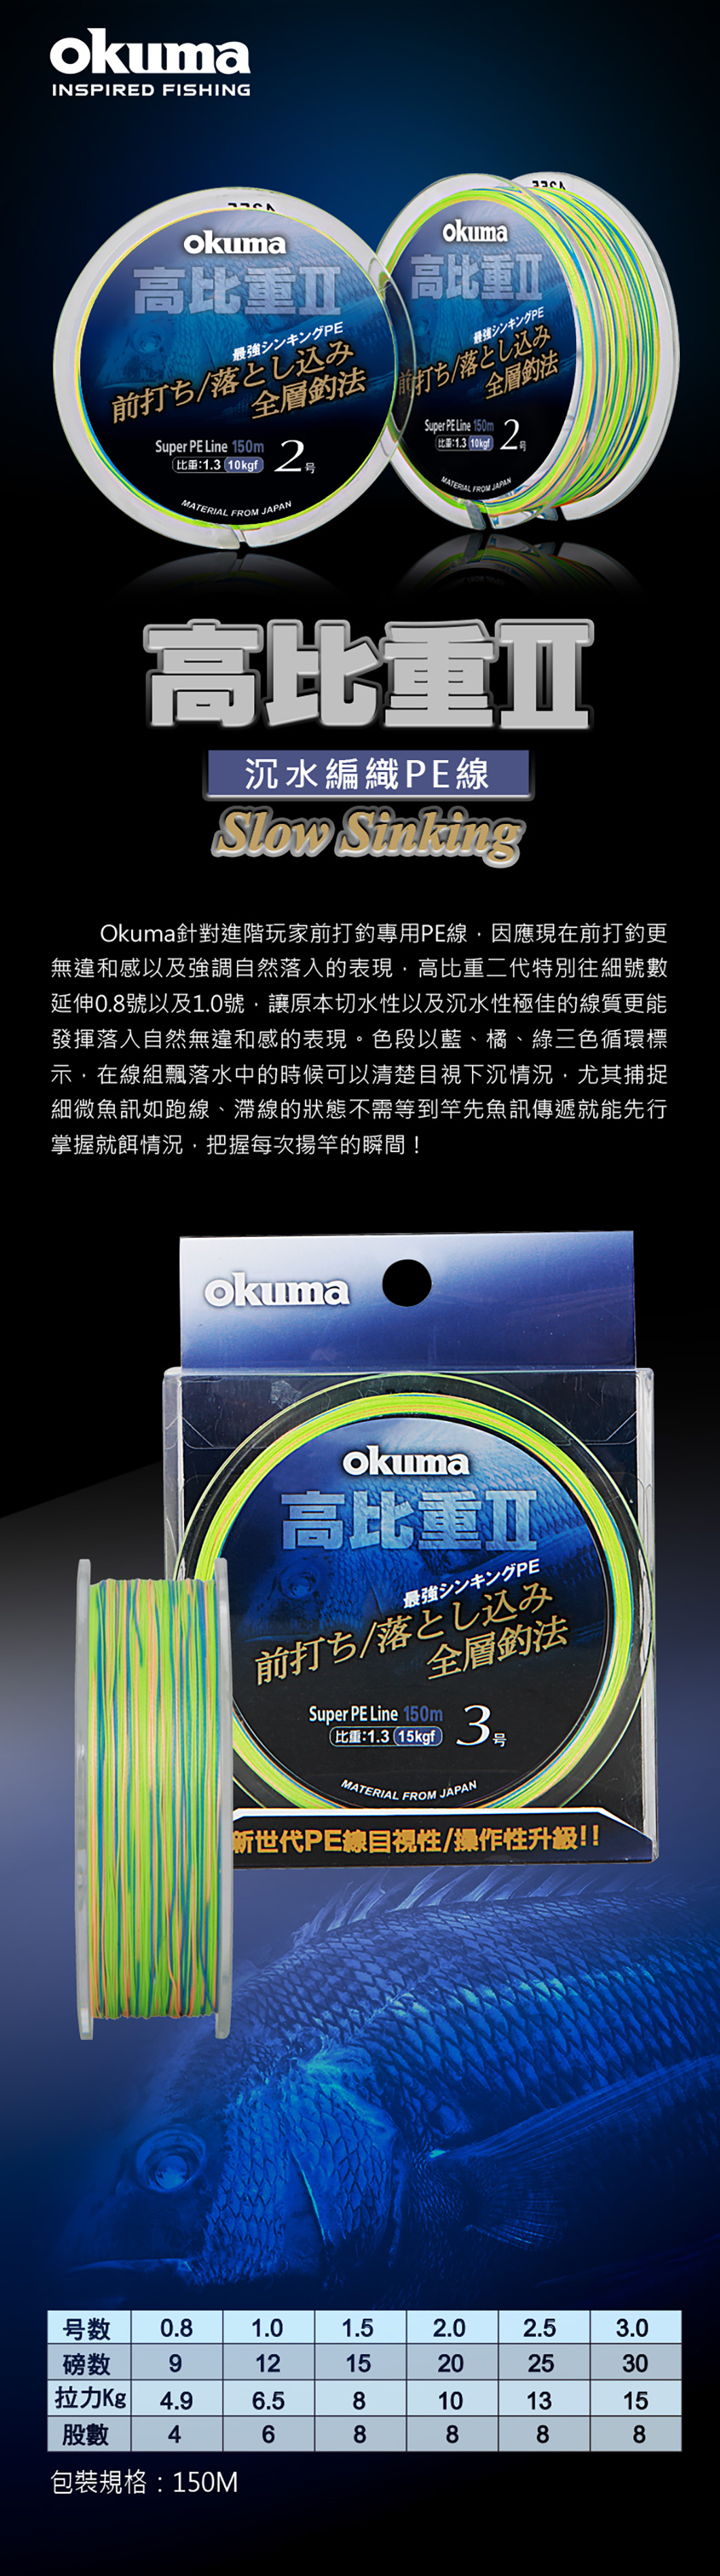 okuma
INSPIRED FISHING
okuma
高比重II
最強シンキングPE
前打ち/落とし込み
全層釣法
Super PE Line 150m
比重:1.3 10kgf 2号
MATERIAL FROM JAPAN
okuma
高比重II
最強シンキングPE
前打ち/落とし込み
全層釣法
Super PE Line 150m
比重:1.3 10kgf 2号
MATERIAL FROM JAPAN
高比重II
沉水編織PE線
Slow Sinking
Okuma針對進階玩家前打釣專用PE線，因應現在前打釣更
無違和感以及強調自然落入的表現，高比重二代特別往細號數
延伸0.8號以及1.0號，讓原本切水性以及沉水性極佳的線質更能
發揮落入自然無違和感的表現。色段以藍、橘、綠三色循環標
示，在線組飄落水中的時候可以清楚目視下沉情況，尤其捕捉
細微魚訊如跑線、滯線的狀態不需等到竿先魚訊傳遞就能先行
掌握就餌情況，把握每次揚竿的瞬間！
okuma
okuma
高比重II
最強シンキングPE
前打ち/落とし込み
全層釣法
Super PE Line 150m
比重:1.3 15kgf 3号
MATERIAL FROM JAPAN
新世代PE線目視性/操作性升級!!
号数 0.8 1.0 1.5 2.0 2.5 3.0
磅数 9 12 15 20 25 30
拉力Kg 4.9 6.5 8 10 13 15
股數 4 6 8 8 8 8
包裝規格：150M